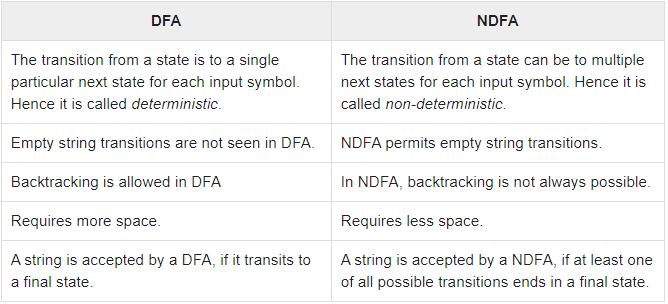 DFA NDFA
The transition from a state is to a single
particular next state for each input symbol.
Hence it is called deterministic.
The transition from a state can be to multiple
next states for each input symbol. Hence it is
called non-deterministic.
Empty string transitions are not seen in DFA.
NDFA permits empty string transitions.
Backtracking is allowed in DFA
In NDFA, backtracking is not always possible.
Requires more space.
Requires less space.
A string is accepted by a DFA, if it transits to
a final state.
A string is accepted by a NDFA, if at least one
of all possible transitions ends in a final state.